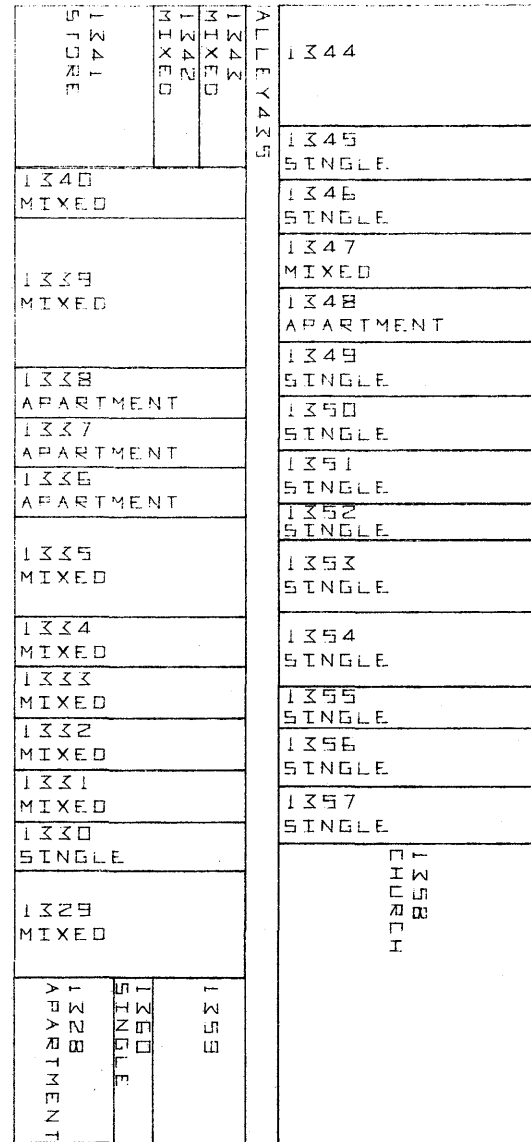 1341
STORE
1342
MIXED
1343
MIXED
ALLEY435
1344
1345
SINGLE
1346
SINGLE
1347
MIXED
1348
APARTMENT
1349
SINGLE
1350
SINGLE
1351
SINGLE
1352
SINGLE
1353
SINGLE
1354
SINGLE
1355
SINGLE
1356
SINGLE
1357
SINGLE
1358
CHURCH
1340
MIXED
1339
MIXED
1338
APARTMENT
1337
APARTMENT
1336
APARTMENT
1335
MIXED
1334
MIXED
1333
MIXED
1332
MIXED
1331
MIXED
1330
SINGLE
1329
MIXED
1328
APARTMENT
1360
SINGLE
1359